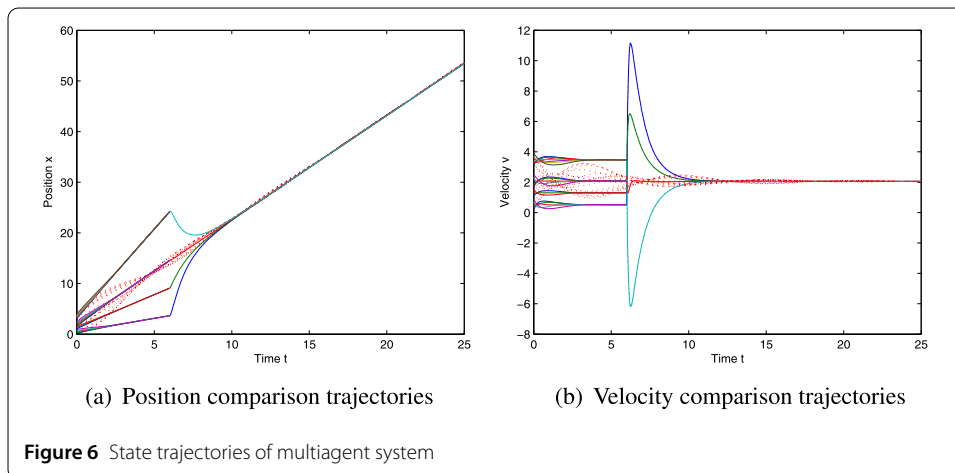 60
50
40
30
20
10
0
Position x
0 5 10 15 20 25
Time t
(a) Position comparison trajectories
12
10
8
6
4
2
0
−2
−4
−6
−8
Velocity v
0 5 10 15 20 25
Time t
(b) Velocity comparison trajectories
Figure 6 State trajectories of multiagent system